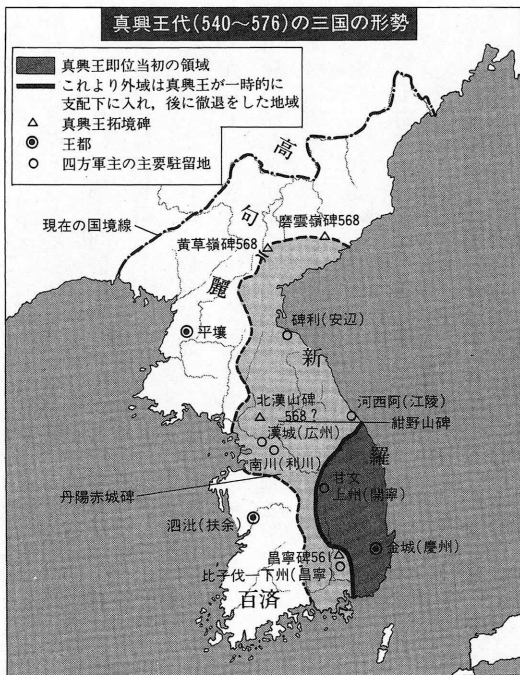 真興王代(540～576)の三国の形勢
真興王即位当初の領域
これより外域は真興王が一時的に
支配下に入れ，後に徹退をした地域
真興王拓境碑
王都
四方軍主の主要駐留地
高
句
麗
現在の国境線
磨雲嶺碑568
黄草嶺碑568
平壌
碑利(安辺)
新
羅
北漢山碑
568？
河西阿(江陵)
紺野山碑
漢城(広州)
南川(利川)
丹陽赤城碑
甘文
上州(開寧)
泗沘(扶余)
金城(慶州)
昌寧碑561
比子伐一下州(昌寧)
百済